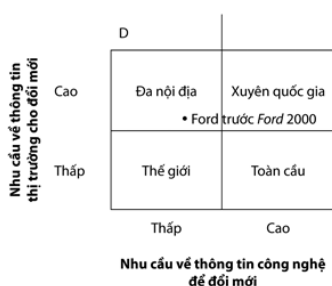 D
Nhu cầu về thông tin
thị trường cho đổi mới
Cao
Đa nội địa
Xuyên quốc gia
• Ford trước Ford 2000
Thấp
Thế giới
Toàn cầu
Thấp
Cao
Nhu cầu về thông tin công nghệ
để đổi mới